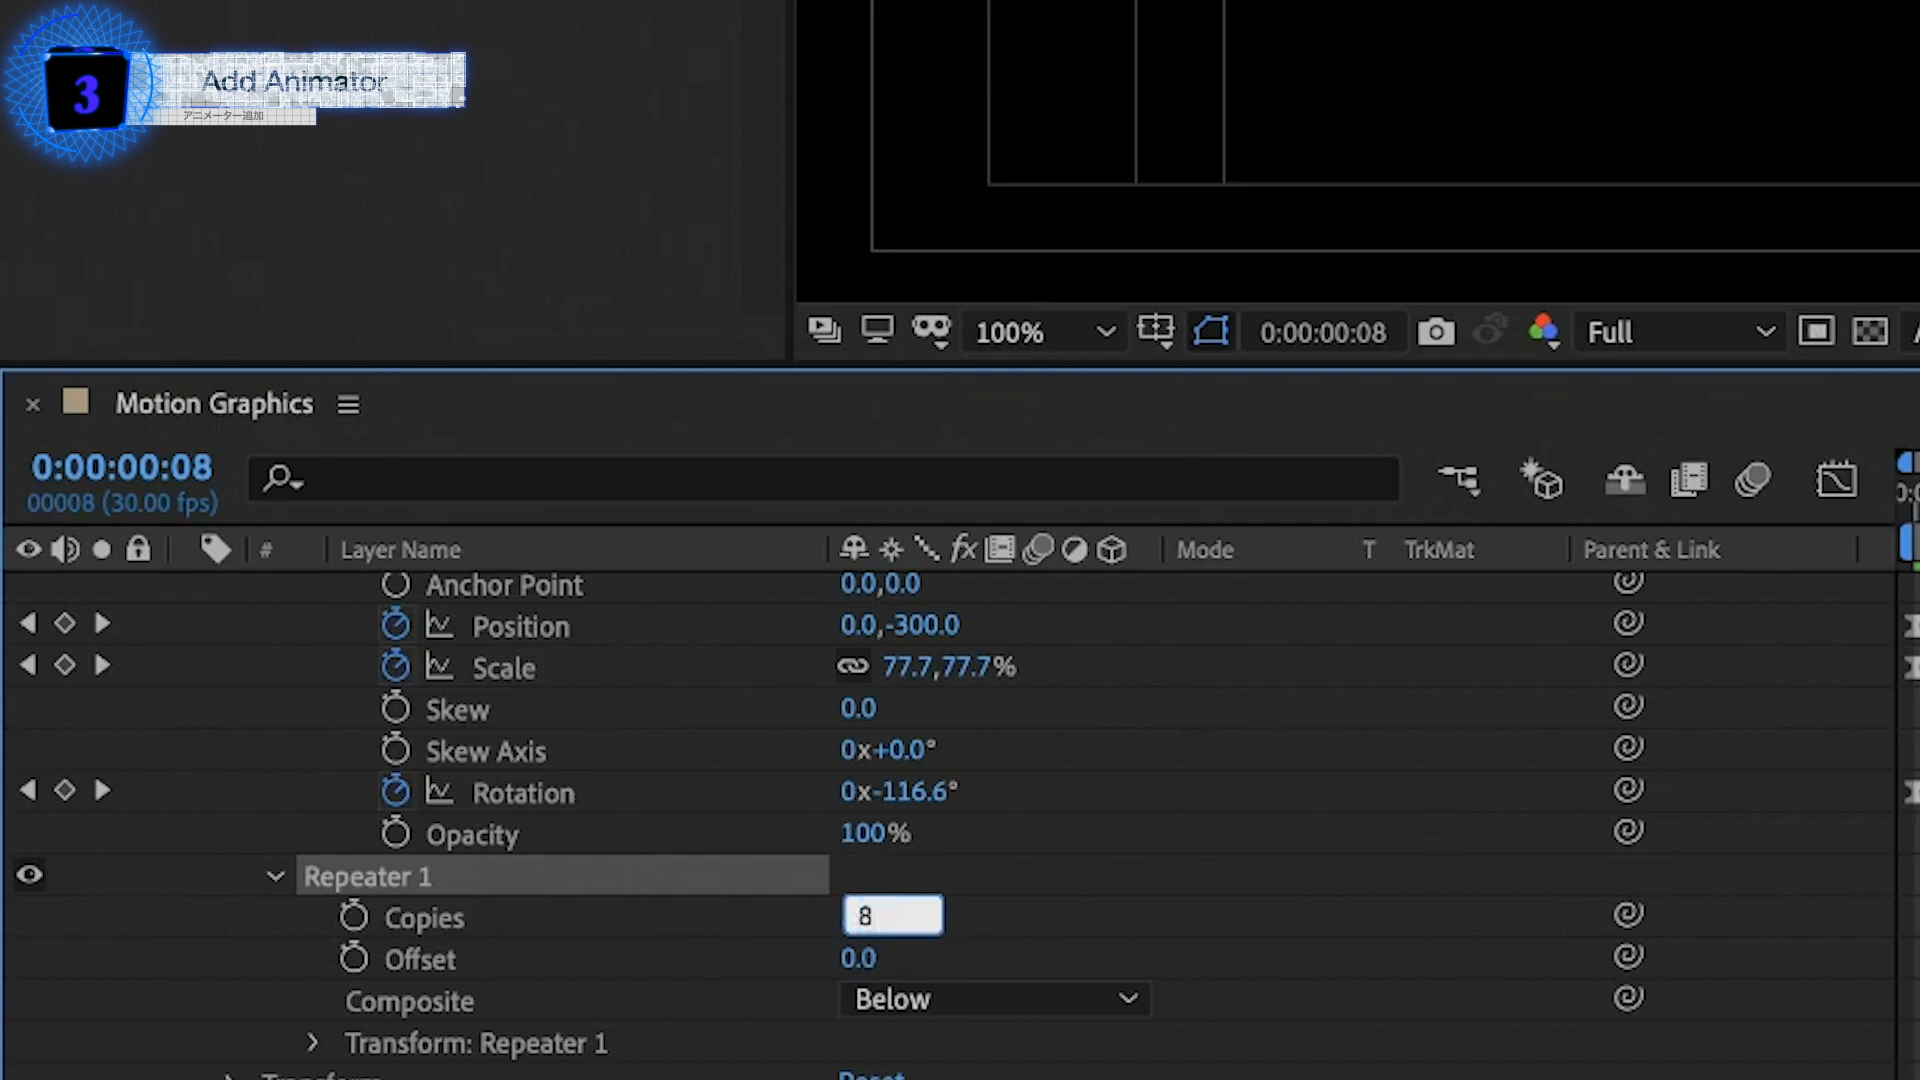 3
Add Animator
アニメーター追加
100%
0:00:00:08
Full
Motion Graphics
0:00:00:08
00008 (30.00 fps)
# Layer Name fx Mode T TrkMat Parent & Link
Anchor Point 0.0,0.0
Position 0.0,-300.0
Scale 77.7,77.7%
Skew 0.0
Skew Axis 0x+0.0°
Rotation 0x-116.6°
Opacity 100%
Repeater 1
Copies 8
Offset 0.0
Composite Below
Transform: Repeater 1
Transform Reset